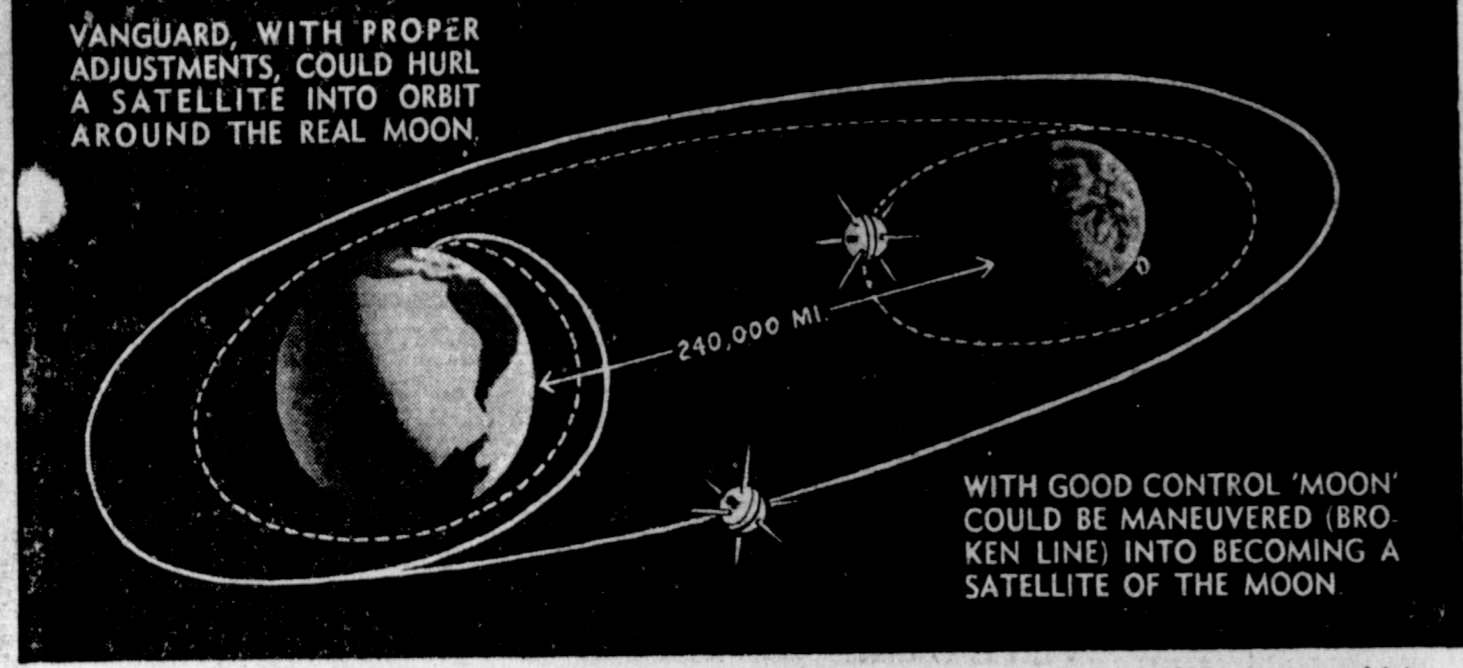 VANGUARD, WITH PROPER
ADJUSTMENTS, COULD HURL
A SATELLITE INTO ORBIT
AROUND THE REAL MOON.
240,000 MI.
WITH GOOD CONTROL 'MOON'
COULD BE MANEUVERED (BRO-
KEN LINE) INTO BECOMING A
SATELLITE OF THE MOON